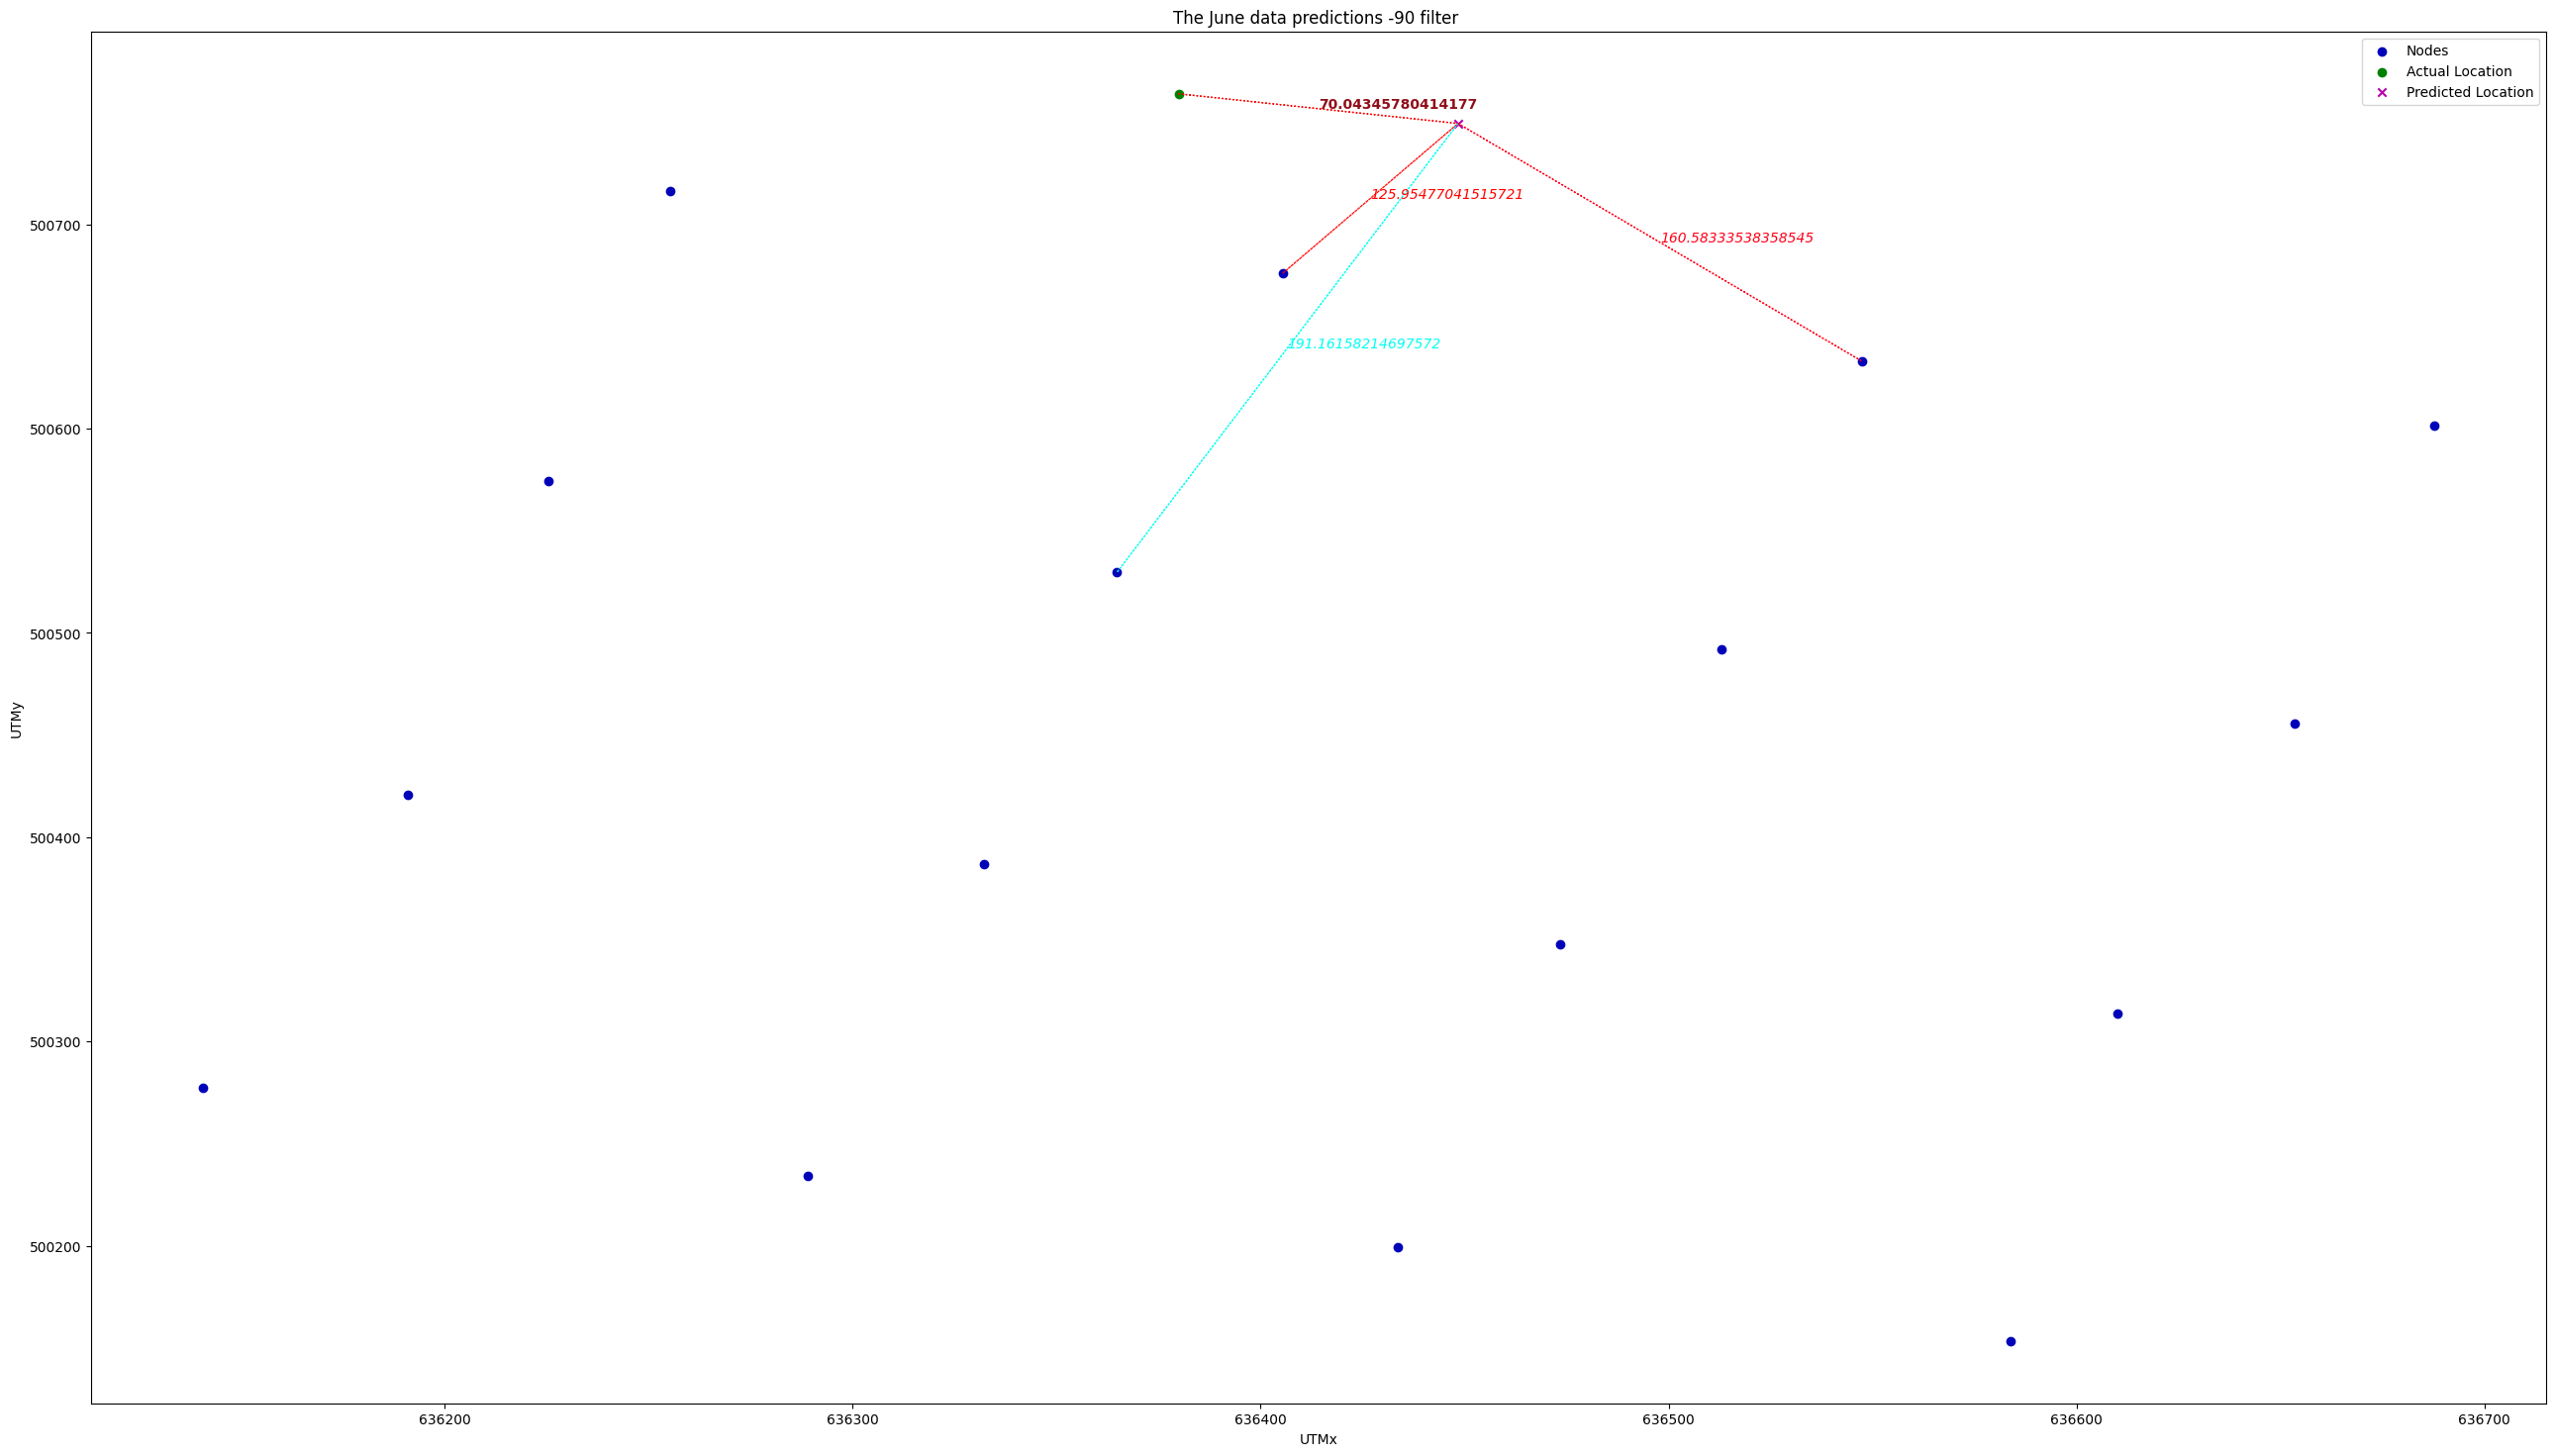 The June data predictions -90 filter
Nodes
Actual Location
Predicted Location
70.04345780414177
125.95477041515721
160.58333538358545
191.16158214697572
500700
500600
500500
500400
500300
500200
UTMy
636200
636300
636400
636500
636600
636700
UTMx